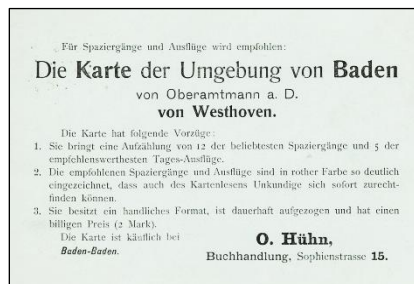 Für Spaziergänge und Ausflüge wird empfohlen:
Die Karte der Umgebung von Baden
von Oberamtmann a. D.
von Westhoven.
Die Karte hat folgende Vorzüge:
1. Sie bringt eine Aufzählung von 12 der beliebtesten Spaziergänge und 5 der
empfehlenswerthesten Tages-Ausflüge.
2. Die empfohlenen Spaziergänge und Ausflüge sind in rother Farbe so deutlich
eingezeichnet, dass auch des Kartenlesens Unkundige sich sofort zurecht-
finden können.
3. Sie besitzt ein handliches Format, ist dauerhaft aufgezogen und hat einen
billigen Preis (2 Mark).
Die Karte ist käuflich bei
O. Hühn,
Baden-Baden.
Buchhandlung, Sophienstrasse 15.